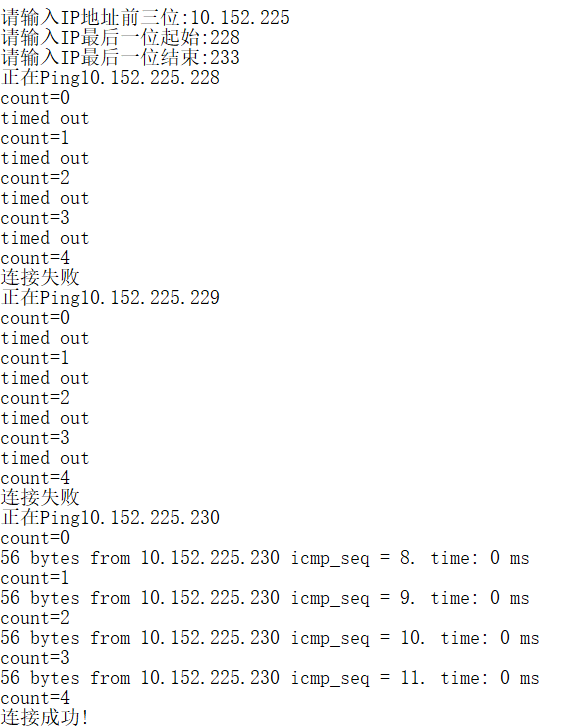 请输入IP地址前三位:10.152.225
请输入IP最后一位起始:228
请输入IP最后一位结束:233
正在Ping10.152.225.228
count=0
timed out
count=1
timed out
count=2
timed out
count=3
timed out
count=4
连接失败
正在Ping10.152.225.229
count=0
timed out
count=1
timed out
count=2
timed out
count=3
timed out
count=4
连接失败
正在Ping10.152.225.230
count=0
56 bytes from 10.152.225.230 icmp_seq = 8. time: 0 ms
count=1
56 bytes from 10.152.225.230 icmp_seq = 9. time: 0 ms
count=2
56 bytes from 10.152.225.230 icmp_seq = 10. time: 0 ms
count=3
56 bytes from 10.152.225.230 icmp_seq = 11. time: 0 ms
count=4
连接成功!